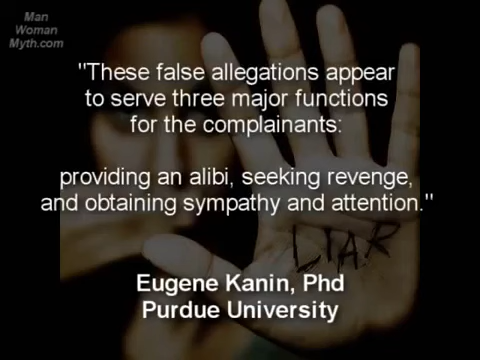 Man
Woman
Myth.com
"These false allegations appear
to serve three major functions
for the complainants:
providing an alibi, seeking revenge,
and obtaining sympathy and attention."
LIAR
Eugene Kanin, Phd
Purdue University